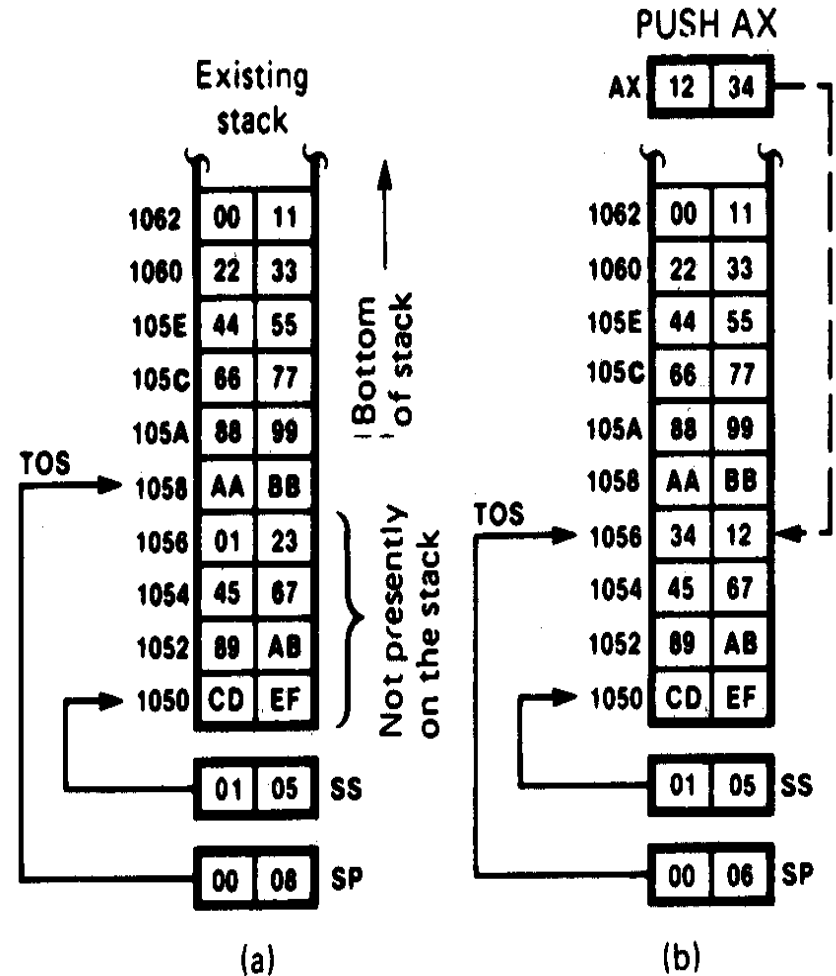 Existing
stack
1062 00 11
1060 22 33
105E 44 55
105C 66 77
105A 88 99
TOS
1058 AA BB
1056 01 23
1054 45 67
1052 89 AB
1050 CD EF
Bottom
of stack
Not presently
on the stack
01 05 SS
00 08 SP
(a)
PUSH AX
AX 12 34
1062 00 11
1060 22 33
105E 44 55
105C 66 77
105A 88 99
1058 AA BB
TOS
1056 34 12
1054 45 67
1052 89 AB
1050 CD EF
01 05 SS
00 06 SP
(b)